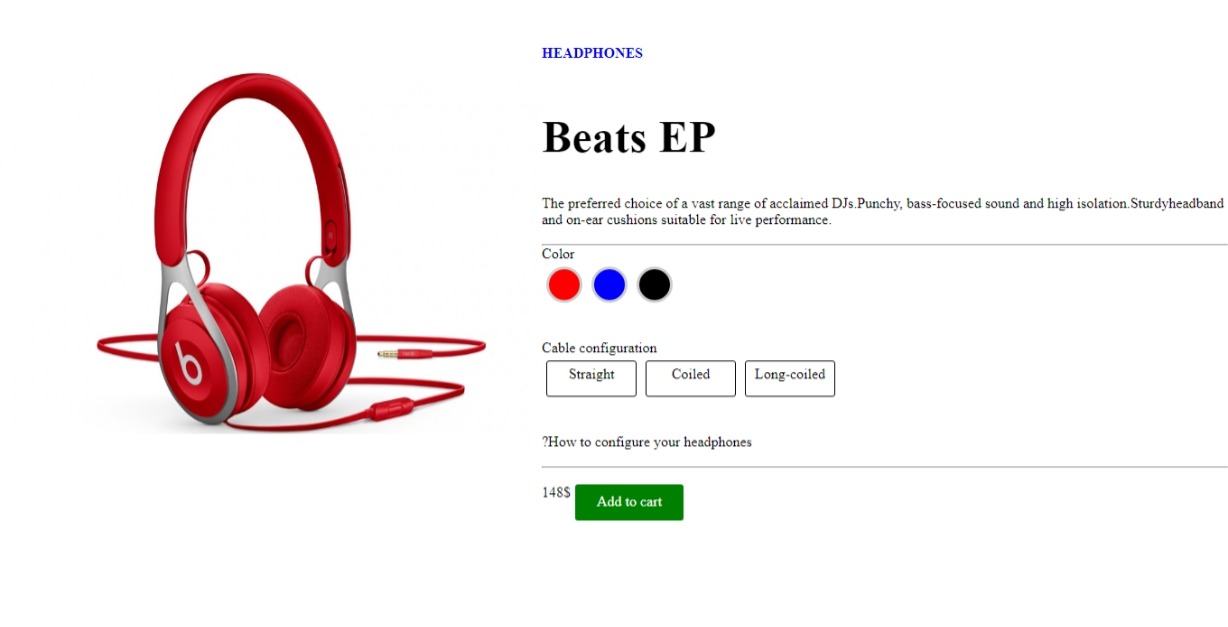 HEADPHONES
Beats EP
The preferred choice of a vast range of acclaimed DJs.Punchy, bass-focused sound and high isolation.Sturdyheadband
and on-ear cushions suitable for live performance.
Color
Cable configuration
Straight Coiled Long-coiled
?How to configure your headphones
148$ Add to cart
b